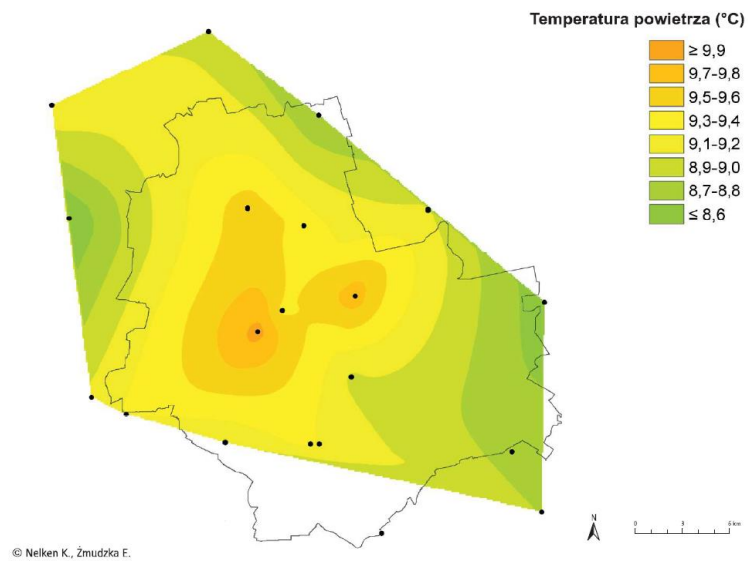 Temperatura powietrza (°C)
≥ 9,9
9,7-9,8
9,5-9,6
9,3-9,4
9,1-9,2
8,9-9,0
8,7-8,8
≤ 8,6
N
0 3 6 km
© Nelken K., Żmudzka E.